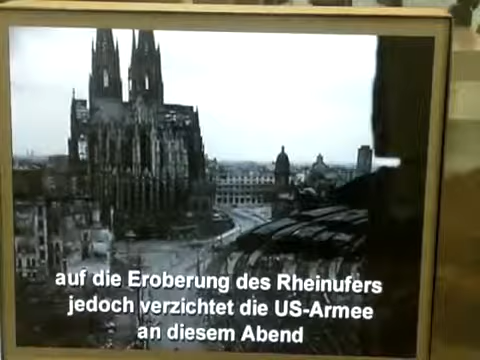 auf die Eroberung des Rheinufers
jedoch verzichtet die US-Armee
an diesem Abend